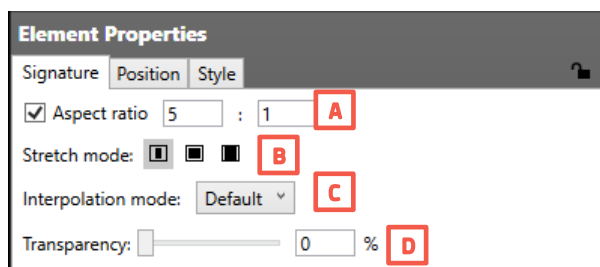 Element Properties
Signature Position Style
Aspect ratio 5 : 1 A
Stretch mode: B
Interpolation mode: Default C
Transparency: 0 % D